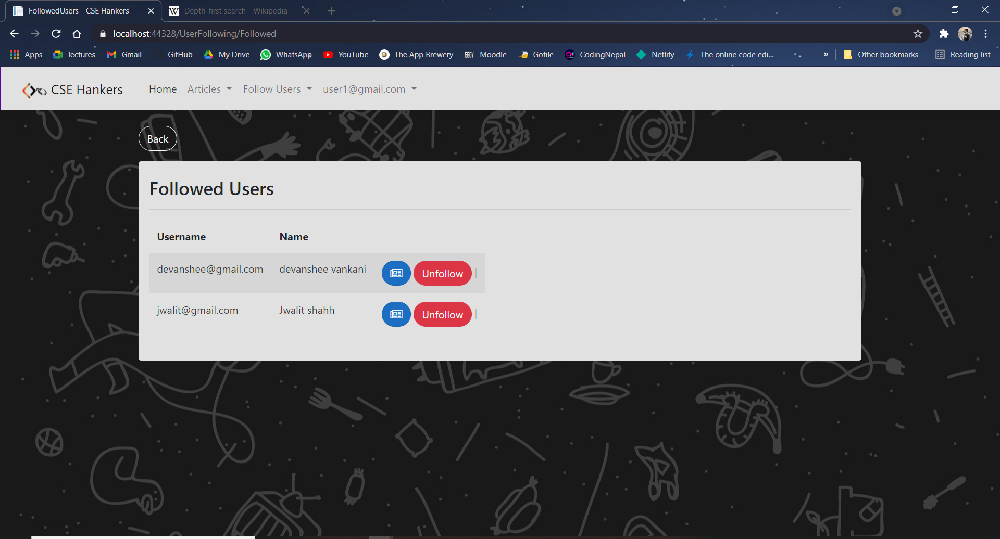 FollowedUsers - CSE Hankers
Depth-first search - Wikipedia
localhost:44328/UserFollowing/Followed
Apps lectures Gmail GitHub My Drive WhatsApp YouTube The App Brewery EGOV Moodle Gofile CodingNepal Netlify The online code edi... » Other bookmarks Reading list
CSE Hankers Home Articles Follow Users user1@gmail.com
Back
Followed Users
Username Name
devanshee@gmail.com devanshee vankani Unfollow |
jwalit@gmail.com Jwalit shahh Unfollow |